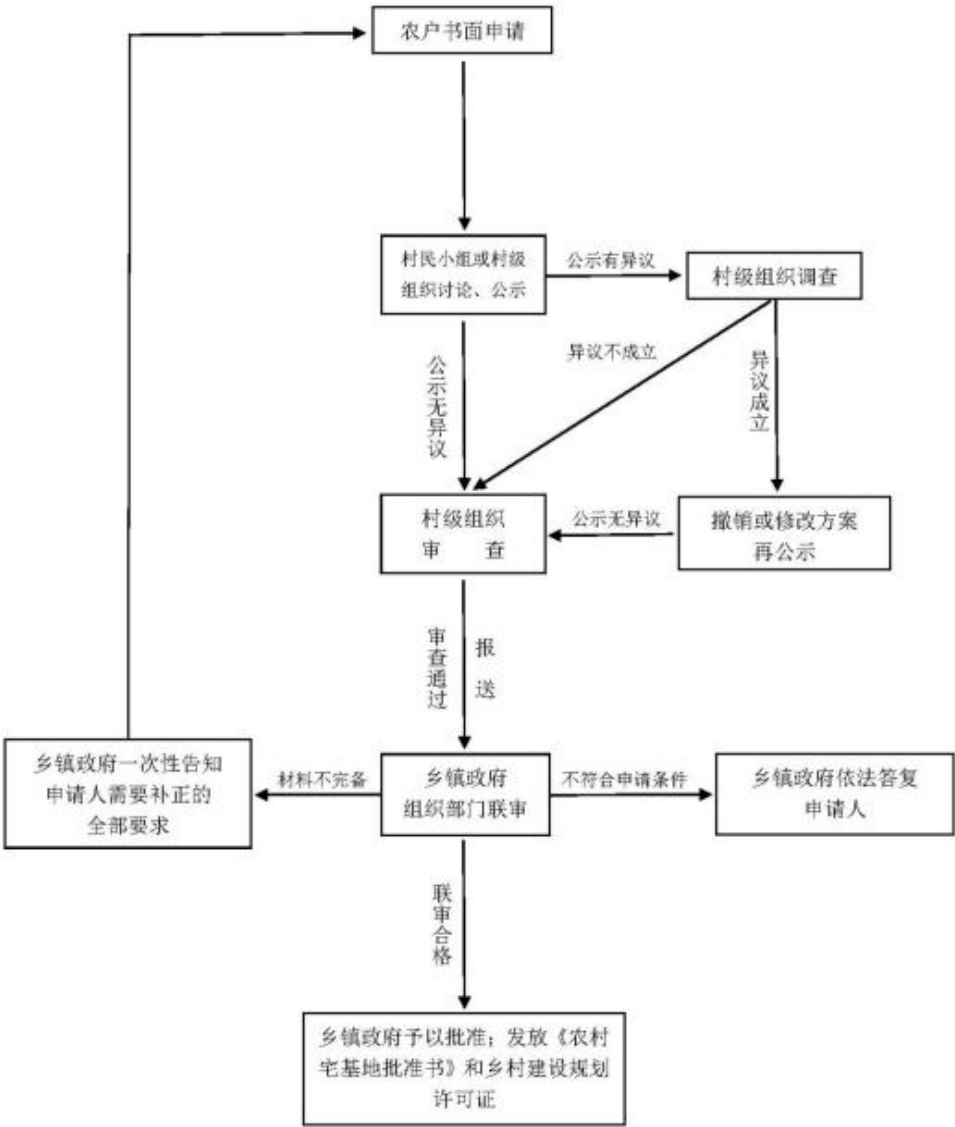 农户书面申请
村民小组或村级
组织讨论、公示
公示有异议
村级组织调查
公示无异议
异议不成立
异议成立
村级组织
审 查
公示无异议
撤销或修改方案
再公示
审查通过
报送
乡镇政府一次性告知
申请人需要补正的
全部要求
材料不完备
乡镇政府
组织部门联审
不符合申请条件
乡镇政府依法答复
申请人
联审合格
乡镇政府予以批准；发放《农村
宅基地批准书》和乡村建设规划
许可证